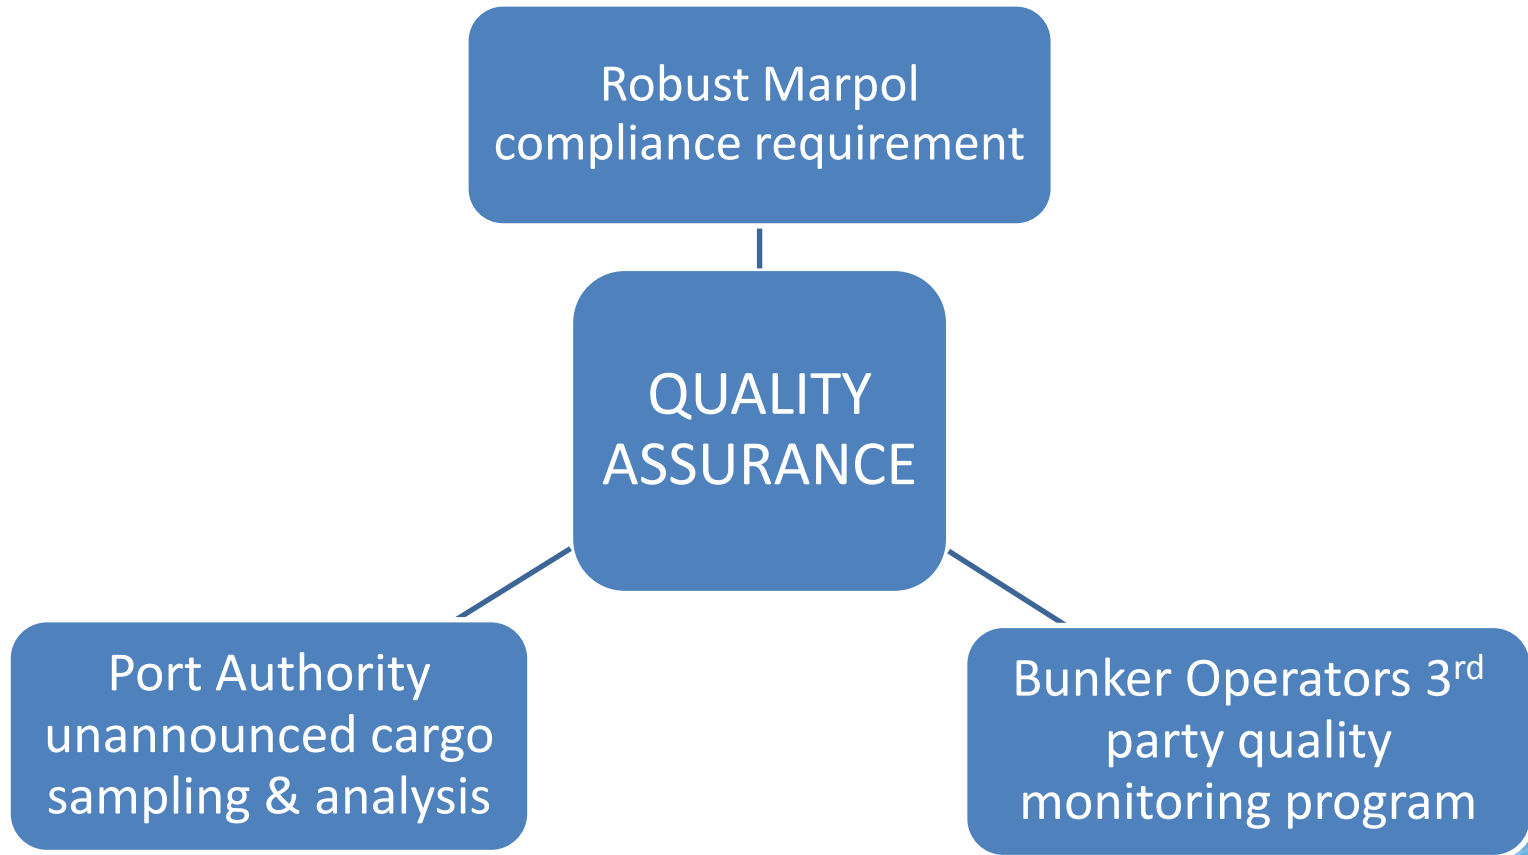 Robust Marpol
compliance requirement
QUALITY
ASSURANCE
Port Authority
unannounced cargo
sampling & analysis
Bunker Operators 3rd
party quality
monitoring program